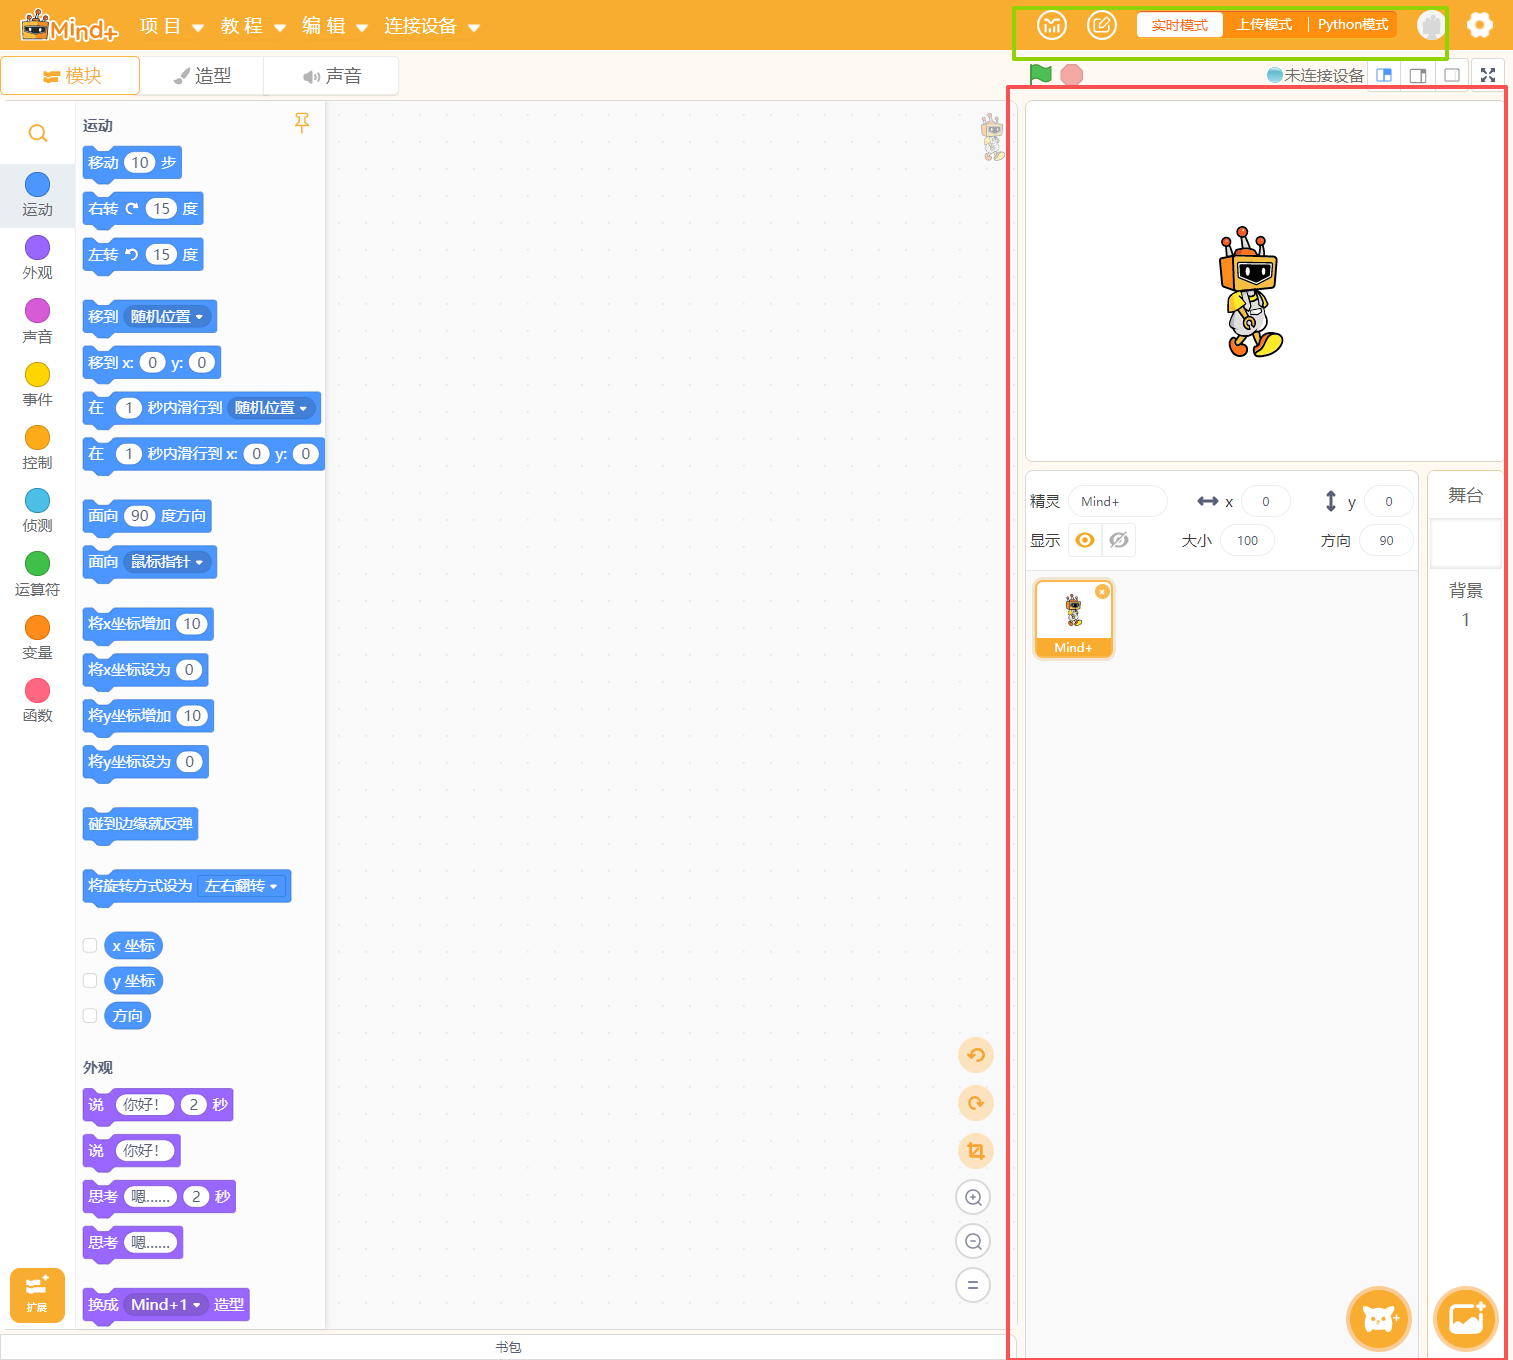 Mind+ 项目 教程 编辑 连接设备 实时模式 上传模式 | Python模式
模块 造型 声音
未连接设备
运动
外观
声音
事件
控制
侦测
运算符
变量
函数
扩展
运动
移动 10 步
右转 15 度
左转 15 度
移到 随机位置
移到 x: 0 y: 0
在 1 秒内滑行到 随机位置
在 1 秒内滑行到 x: 0 y: 0
面向 90 度方向
面向 鼠标指针
将x坐标增加 10
将x坐标设为 0
将y坐标增加 10
将y坐标设为 0
碰到边缘就反弹
将旋转方式设为 左右翻转
x 坐标
y 坐标
方向
外观
说 你好! 2 秒
说 你好!
思考 嗯...... 2 秒
思考 嗯......
换成 Mind+1 造型
书包
精灵 Mind+ x 0 y 0
显示 大小 100 方向 90
Mind+
舞台
背景
1